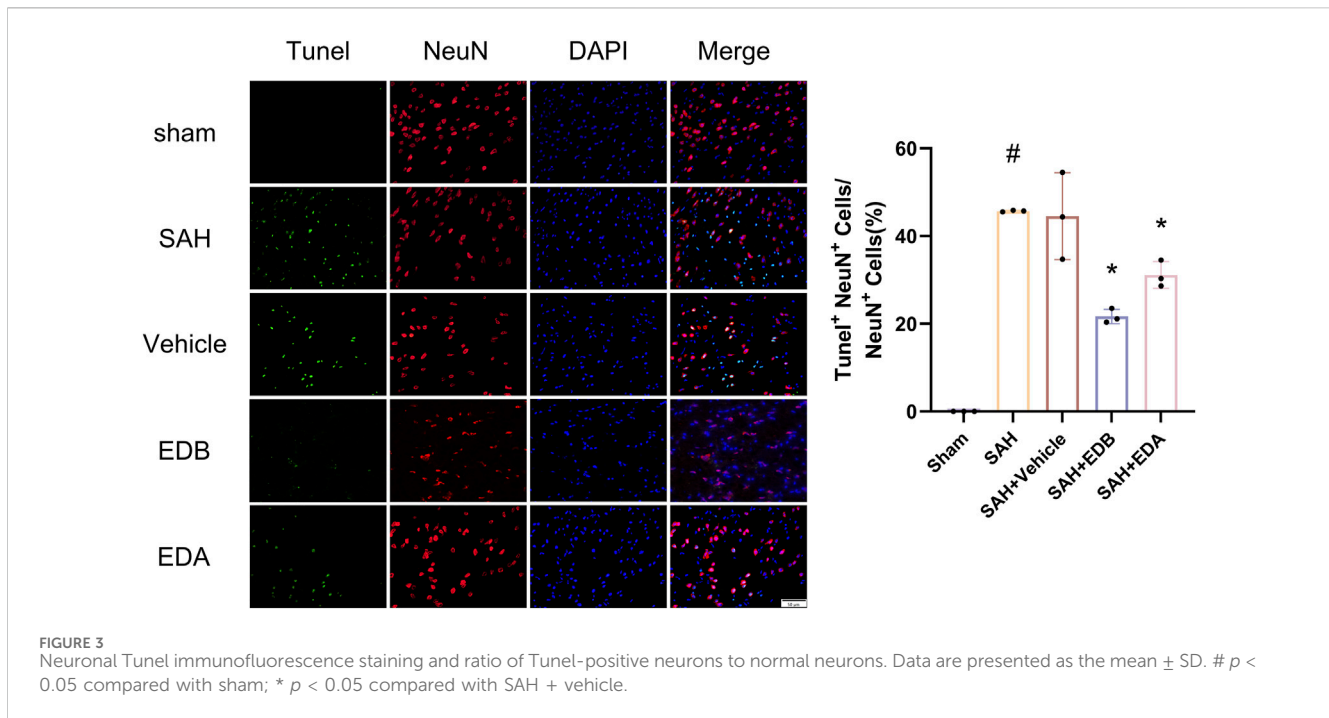 Tunel NeuN DAPI Merge
sham
SAH
Vehicle
EDB
EDA
50 μm
Tunel⁺ NeuN⁺ Cells/
NeuN⁺ Cells(%)
60
40
20
0
#
*
*
Sham
SAH
SAH+Vehicle
SAH+EDB
SAH+EDA
FIGURE 3
Neuronal Tunel immunofluorescence staining and ratio of Tunel-positive neurons to normal neurons. Data are presented as the mean ± SD. # p <
0.05 compared with sham; * p < 0.05 compared with SAH + vehicle.